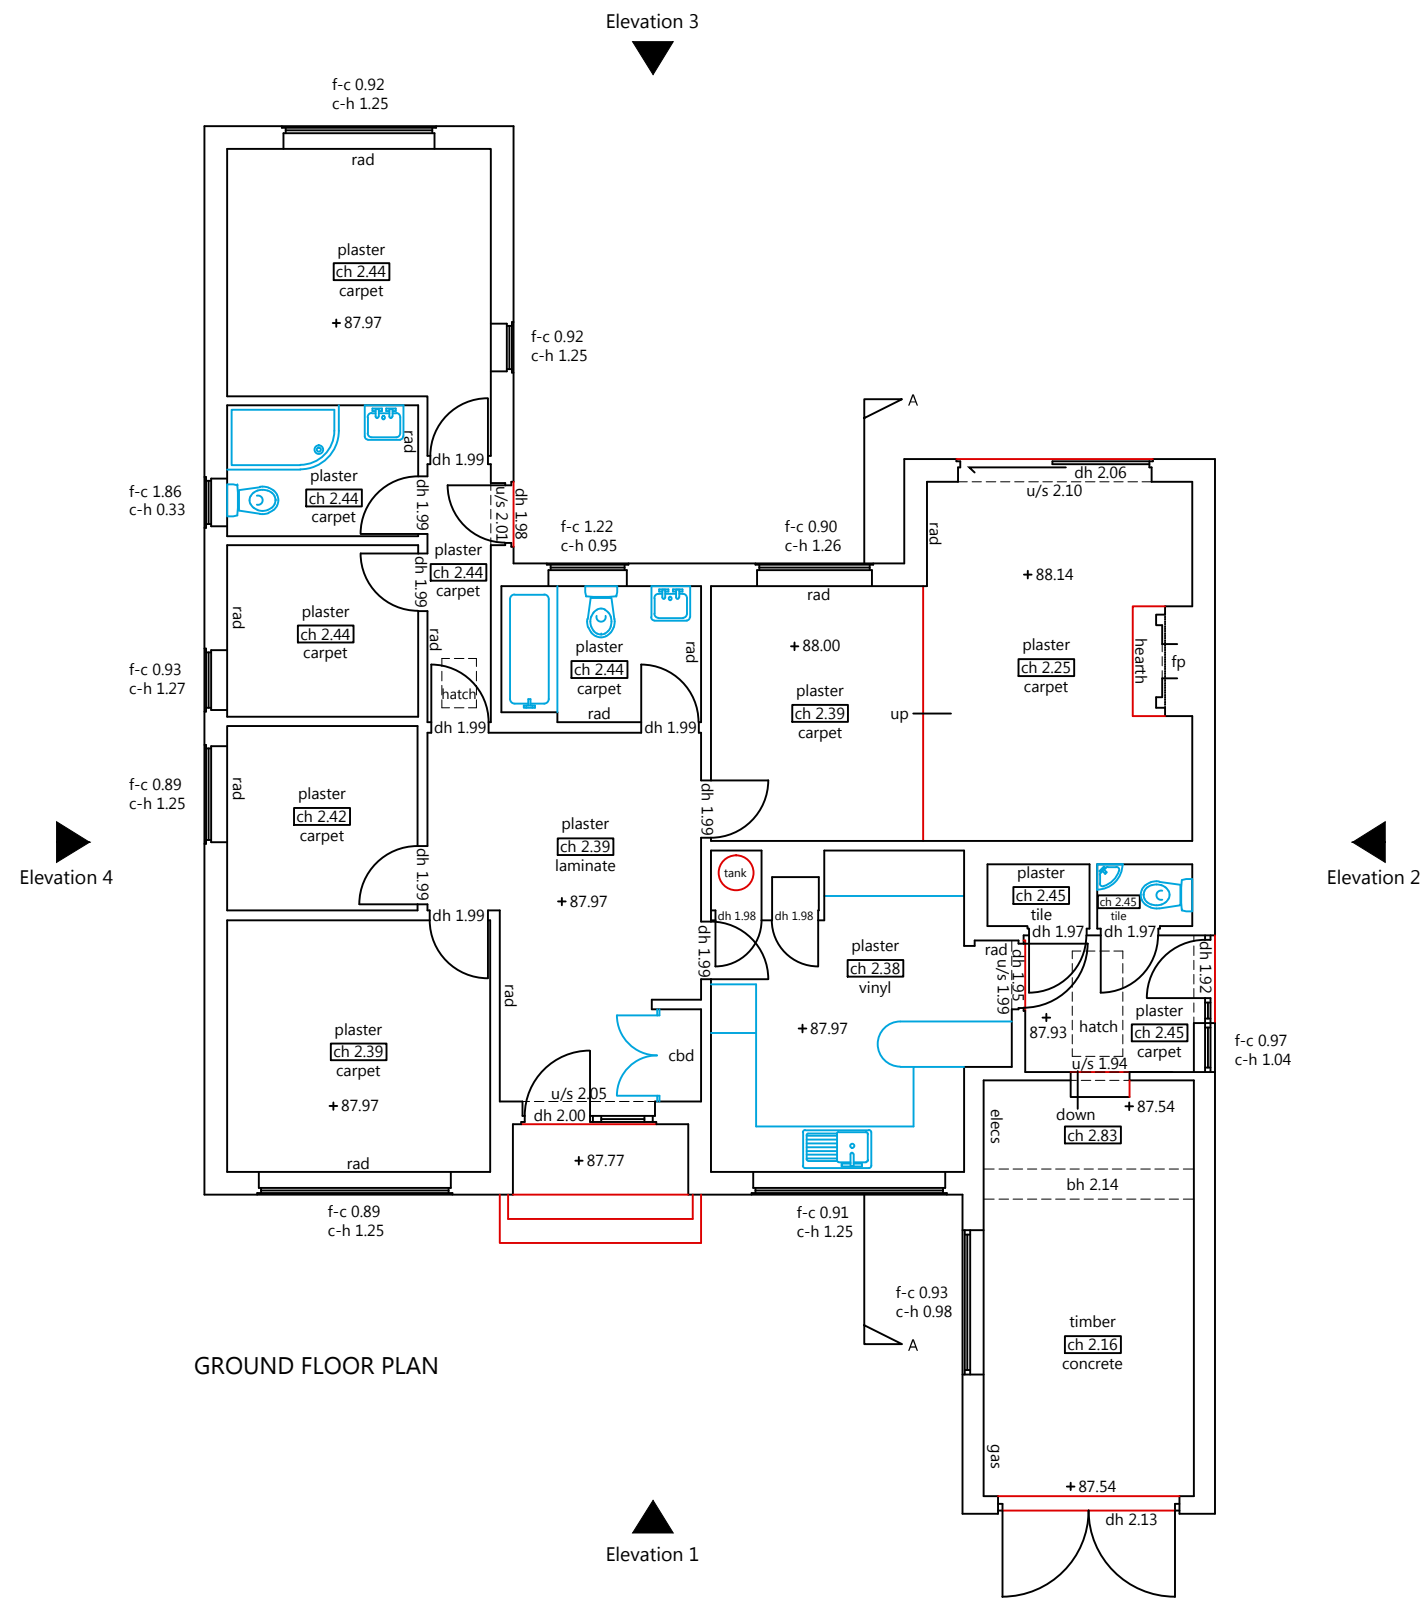 Elevation 3
f-c 0.92
c-h 1.25
rad
plaster
ch 2.44
carpet
+87.97
f-c 0.92
c-h 1.25
A
rad
dh 1.99
plaster
ch 2.44
carpet
f-c 1.86
c-h 0.33
dh 1.99
u/s 2.01
dh 1.98
f-c 1.22
c-h 0.95
f-c 0.90
c-h 1.26
dh 2.06
u/s 2.10
rad
plaster
ch 2.44
carpet
dh 1.99
rad
plaster
ch 2.44
carpet
rad
hatch
dh 1.99
f-c 0.93
c-h 1.27
plaster
ch 2.44
carpet
rad
rad
dh 1.99
rad
+88.00
plaster
ch 2.39
carpet
up
+88.14
plaster
ch 2.25
carpet
hearth
fp
f-c 0.89
c-h 1.25
rad
plaster
ch 2.42
carpet
dh 1.99
dh 1.99
plaster
ch 2.39
laminate
+87.97
dh 1.99
Elevation 4
Elevation 2
tank
dh 1.98
dh 1.98
dh 1.99
plaster
ch 2.38
vinyl
+87.97
plaster
ch 2.45
tile
dh 1.97
ch 2.45
tile
dh 1.97
rad
u/s 1.99
dh 1.95
dh 1.92
+
87.93
hatch
plaster
ch 2.45
carpet
u/s 1.94
f-c 0.97
c-h 1.04
rad
cbd
plaster
ch 2.39
carpet
+87.97
rad
u/s 2.05
dh 2.00
+87.77
down
+87.54
elecs
ch 2.83
bh 2.14
f-c 0.89
c-h 1.25
f-c 0.91
c-h 1.25
f-c 0.93
c-h 0.98
A
timber
ch 2.16
concrete
GROUND FLOOR PLAN
gas
+87.54
dh 2.13
Elevation 1